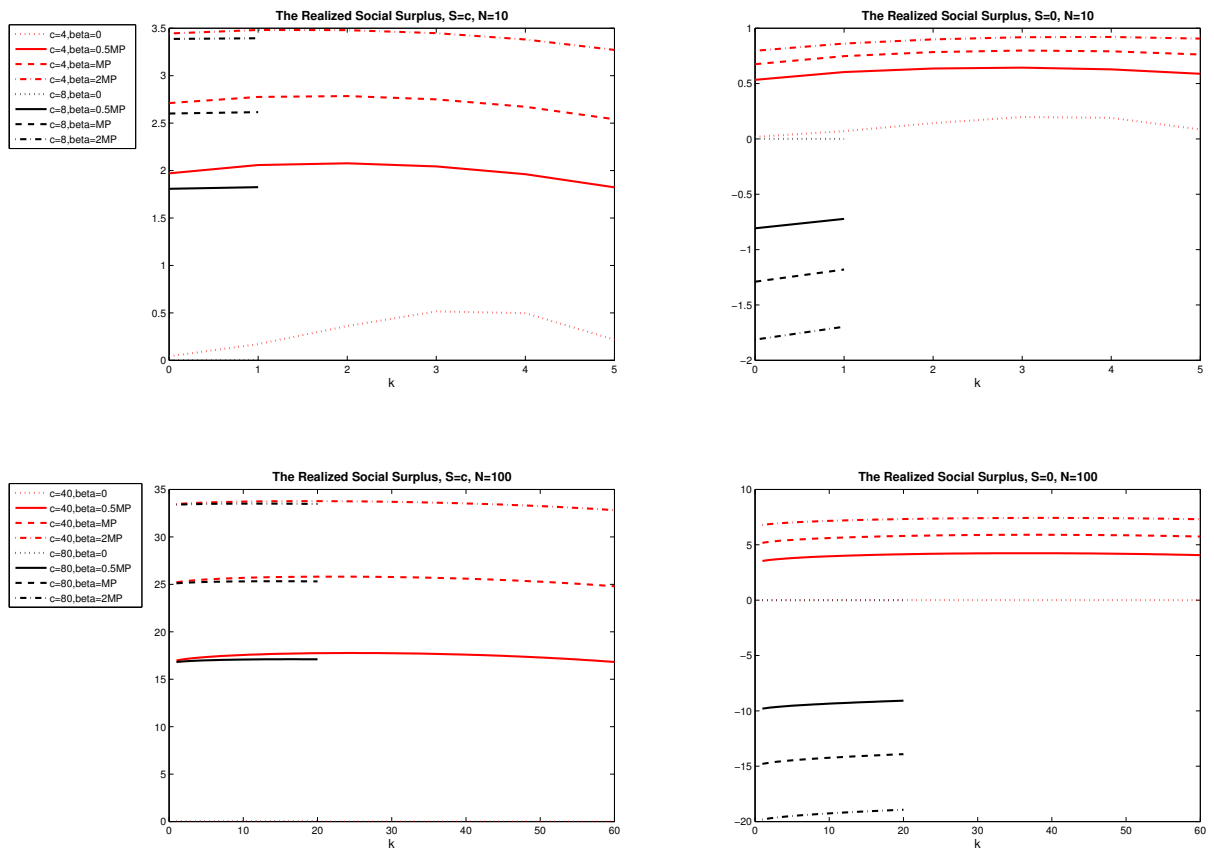 The Realized Social Surplus, S=c, N=10
c=4,beta=0
c=4,beta=0.5MP
c=4,beta=MP
c=4,beta=2MP
c=8,beta=0
c=8,beta=0.5MP
c=8,beta=MP
c=8,beta=2MP
3.5
3
2.5
2
1.5
1
0.5
0
0 1 2 3 4 5
k
The Realized Social Surplus, S=0, N=10
1
0.5
0
−0.5
−1
−1.5
−2
0 1 2 3 4 5
k
The Realized Social Surplus, S=c, N=100
c=40,beta=0
c=40,beta=0.5MP
c=40,beta=MP
c=40,beta=2MP
c=80,beta=0
c=80,beta=0.5MP
c=80,beta=MP
c=80,beta=2MP
35
30
25
20
15
10
5
0
0 10 20 30 40 50 60
k
The Realized Social Surplus, S=0, N=100
10
5
0
−5
−10
−15
−20
0 10 20 30 40 50 60
k